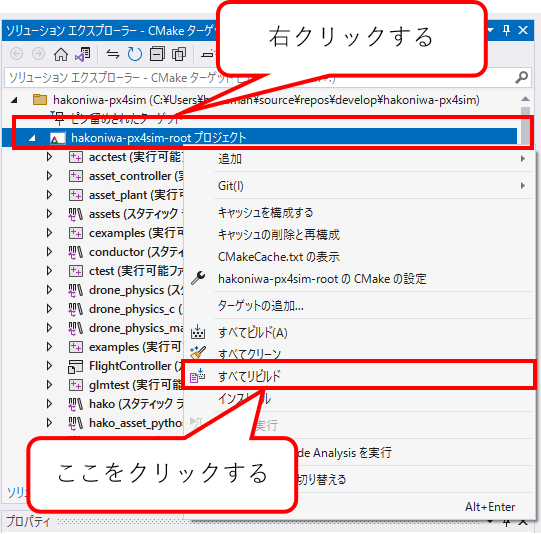 ソリューション エクスプローラー - CMake ターゲット
右クリックする
ソリューション エクスプローラー - CMake ターゲット
hakoniwa-px4sim (C:¥Users¥ man¥source¥repos¥develop¥hakoniwa-px4sim)
ピン留めされたターゲット
hakoniwa-px4sim-root プロジェクト
acctest (実行可能フ
追加
asset_controller (実
asset_plant (実行可
Git(I)
assets (スタティック ラ
キャッシュを構成する
cexamples (実行可
キャッシュの削除と再構成
conductor (スタティ
CMakeCache.txt の表示
ctest (実行可能ファ
hakoniwa-px4sim-root の CMake の設定
drone_physics (ス
drone_physics_c (
ターゲットの追加...
drone_physics_ma
すべてビルド(A)
examples (実行可
すべてクリーン
FlightController (
すべてリビルド
glmtest (実行可能
インストール
hako (スタティック ラ
実行
hako_asset_python
ここをクリックする
de Analysis を実行
切り替える
ソリ
Alt+Enter
プロパティ